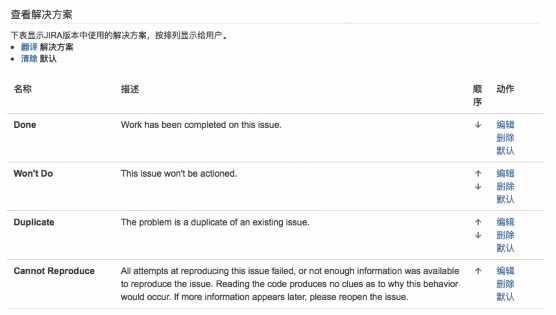 查看解决方案
下表显示JIRA版本中使用的解决方案，按排列显示给用户。
• 翻译 解决方案
• 清除 默认
名称 描述 顺序 动作
Done Work has been completed on this issue. ↓ 编辑
删除
默认
Won't Do This issue won't be actioned. ↑ 编辑
↓ 删除
默认
Duplicate The problem is a duplicate of an existing issue. ↑ 编辑
↓ 删除
默认
Cannot Reproduce All attempts at reproducing this issue failed, or not enough information was available ↑ 编辑
to reproduce the issue. Reading the code produces no clues as to why this behavior 删除
would occur. If more information appears later, please reopen the issue. 默认